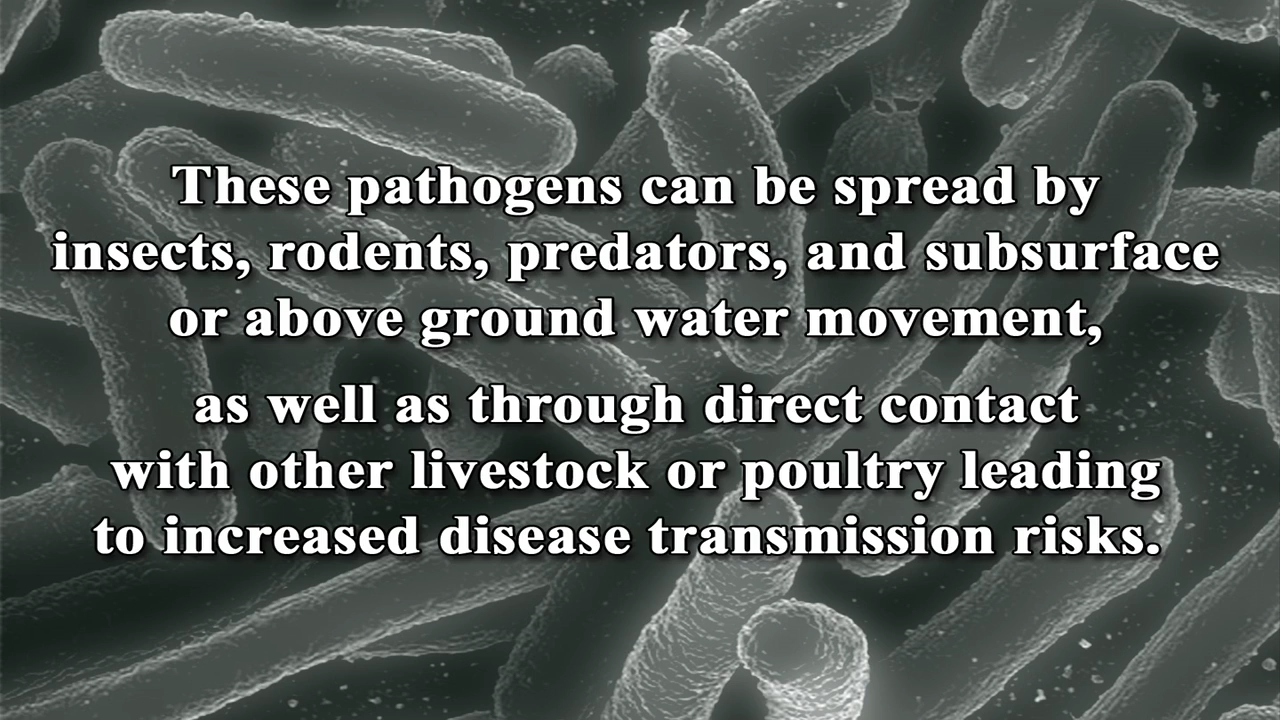 These pathogens can be spread by
insects, rodents, predators, and subsurface
or above ground water movement,
as well as through direct contact
with other livestock or poultry leading
to increased disease transmission risks.